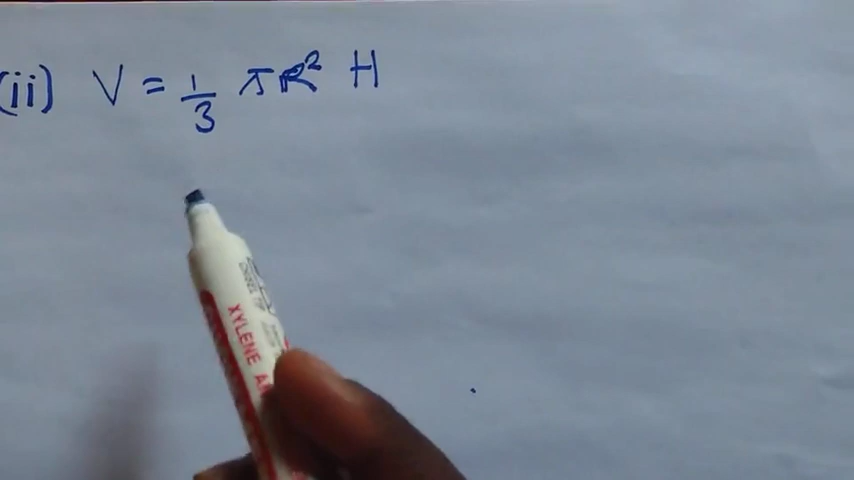 (ii) V = 1/3 πR² H
XYLENE